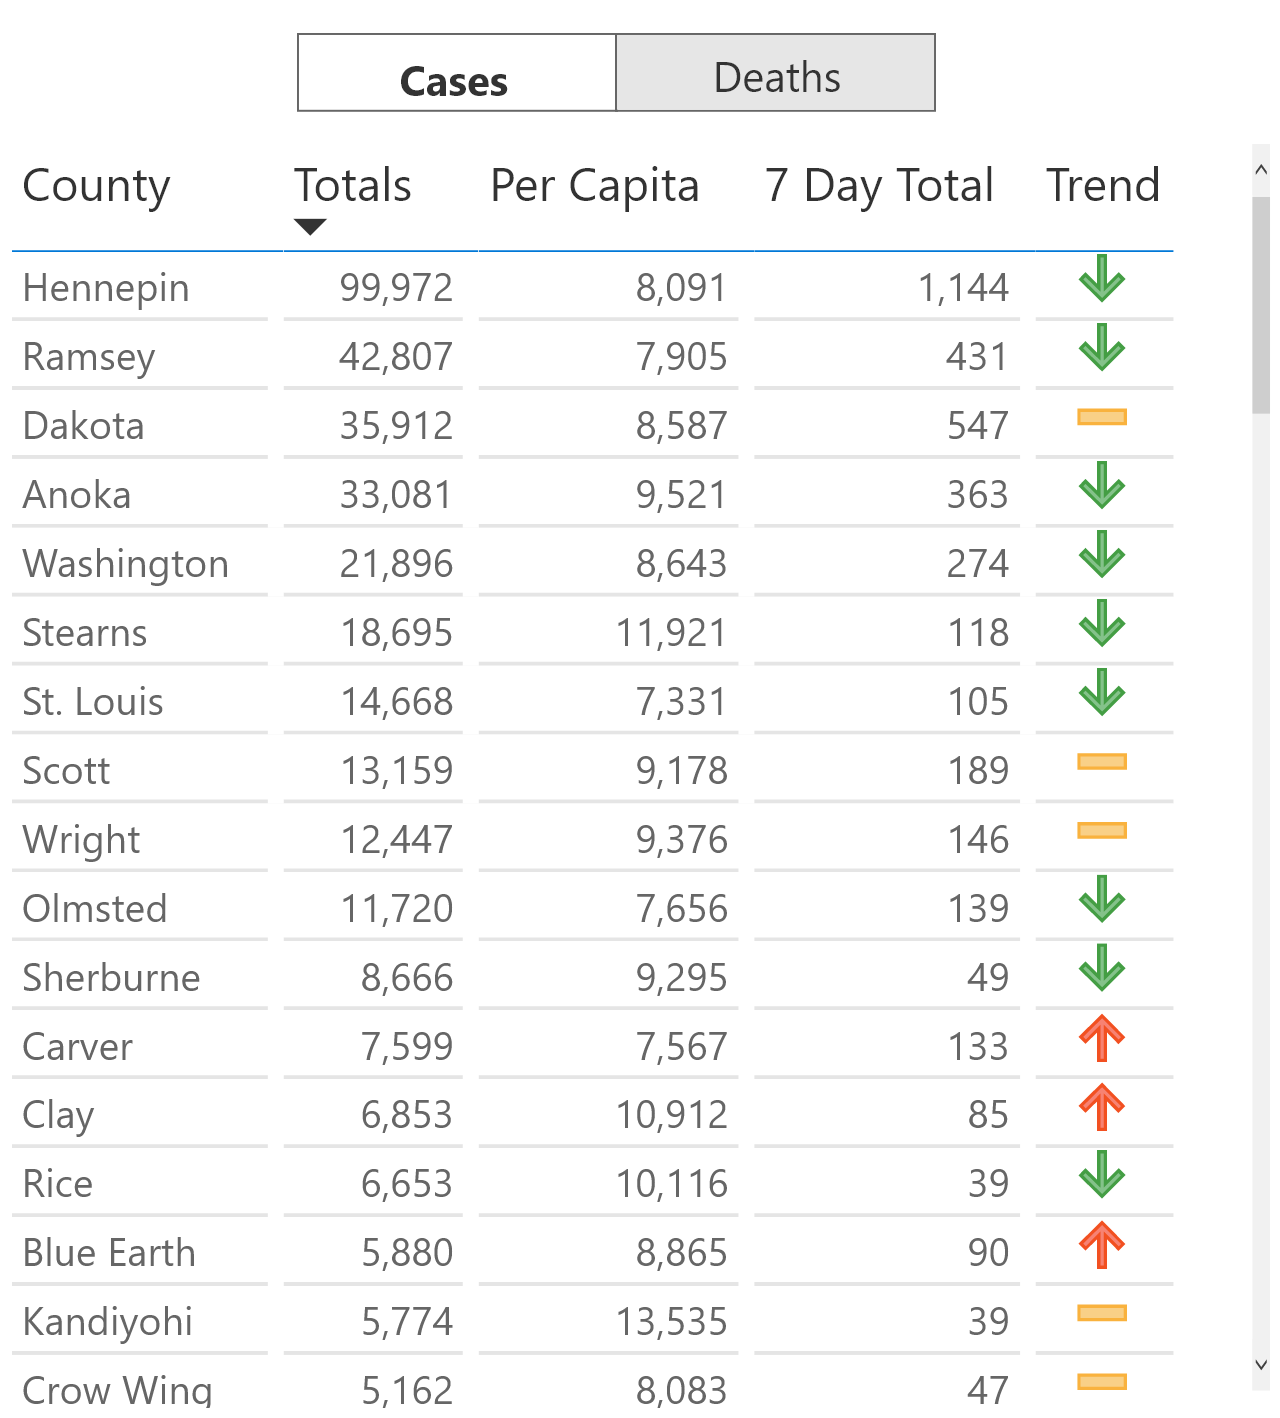 Cases Deaths
County Totals Per Capita 7 Day Total Trend
Hennepin 99,972 8,091 1,144
Ramsey 42,807 7,905 431
Dakota 35,912 8,587 547
Anoka 33,081 9,521 363
Washington 21,896 8,643 274
Stearns 18,695 11,921 118
St. Louis 14,668 7,331 105
Scott 13,159 9,178 189
Wright 12,447 9,376 146
Olmsted 11,720 7,656 139
Sherburne 8,666 9,295 49
Carver 7,599 7,567 133
Clay 6,853 10,912 85
Rice 6,653 10,116 39
Blue Earth 5,880 8,865 90
Kandiyohi 5,774 13,535 39
Crow Wing 5,162 8,083 47